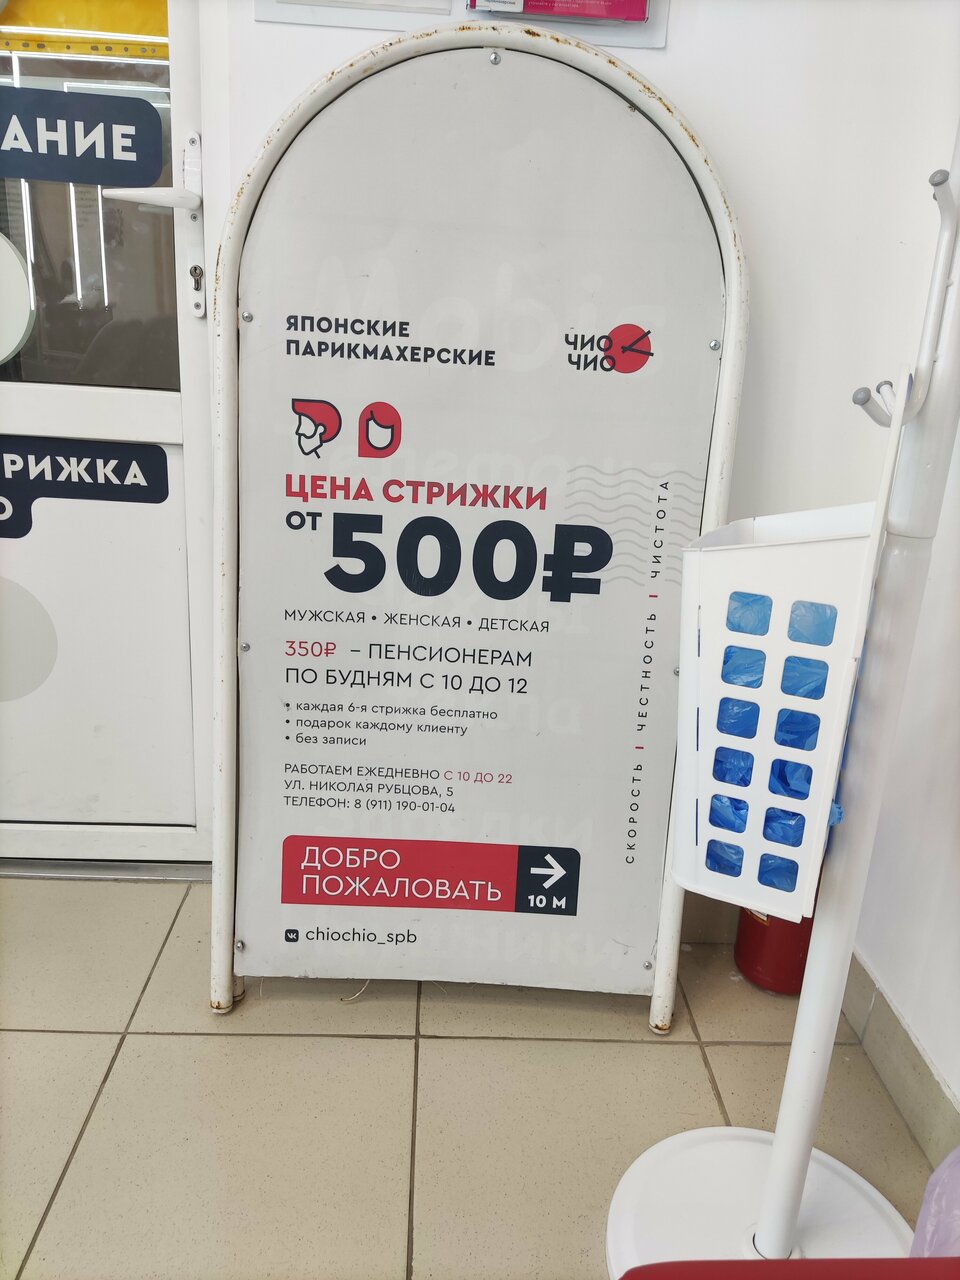 АНИЕ
РИЖКА
ЯПОНСКИЕ
ПАРИКМАХЕРСКИЕ
ЧИО
ЧИО
ЦЕНА СТРИЖКИ
ОТ 500₽
МУЖСКАЯ • ЖЕНСКАЯ • ДЕТСКАЯ
350₽ – ПЕНСИОНЕРАМ
ПО БУДНЯМ С 10 ДО 12
• каждая 6-я стрижка бесплатно
• подарок каждому клиенту
• без записи
РАБОТАЕМ ЕЖЕДНЕВНО С 10 ДО 22
УЛ. НИКОЛАЯ РУБЦОВА, 5
ТЕЛЕФОН: 8 (911) 190-01-04
СКОРОСТЬ I ЧЕСТНОСТЬ I ЧИСТОТА
ДОБРО
ПОЖАЛОВАТЬ
10 М
chiochio_spb